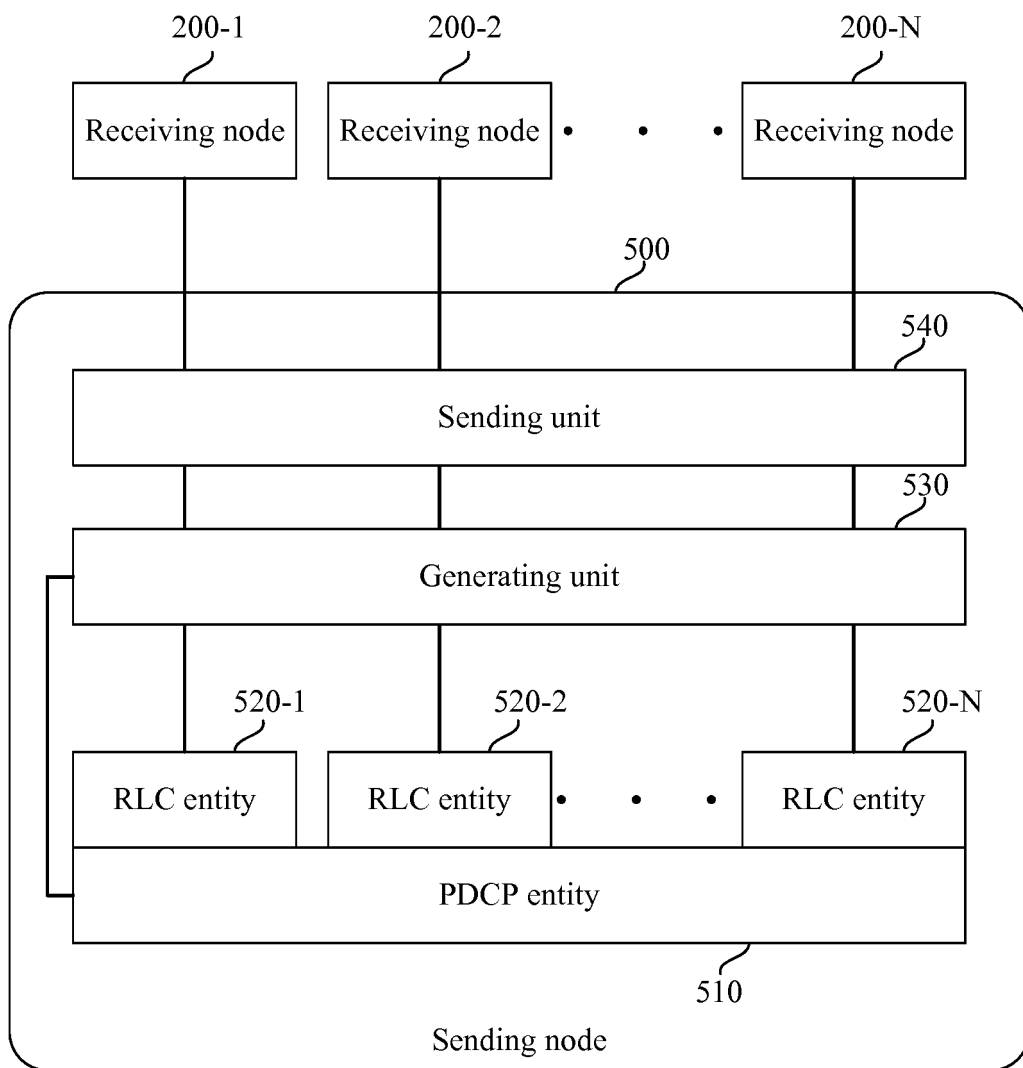 200-1 200-2 200-N
Receiving node Receiving node Receiving node
500
540
Sending unit
530
Generating unit
520-1 520-2 520-N
RLC entity RLC entity RLC entity
PDCP entity
510
Sending node